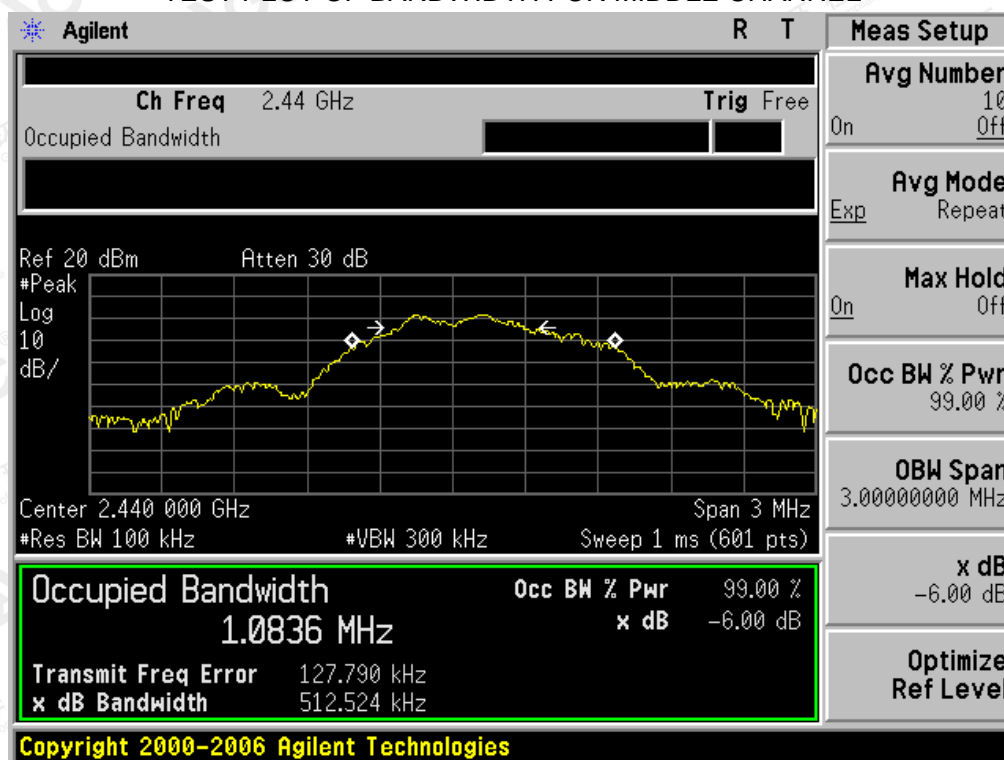 Agilent R T
Ch Freq 2.44 GHz Trig Free
Occupied Bandwidth
Ref 20 dBm Atten 30 dB
#Peak
Log
10
dB/
Center 2.440 000 GHz Span 3 MHz
#Res BW 100 kHz #VBW 300 kHz Sweep 1 ms (601 pts)
Occupied Bandwidth Occ BW % Pwr 99.00 %
1.0836 MHz x dB -6.00 dB
Transmit Freq Error 127.790 kHz
x dB Bandwidth 512.524 kHz
Copyright 2000-2006 Agilent Technologies
Meas Setup
Avg Number
10
On Off
Avg Mode
Exp Repeat
Max Hold
On Off
Occ BW % Pwr
99.00 %
OBW Span
3.00000000 MHz
x dB
-6.00 dB
Optimize
Ref Level